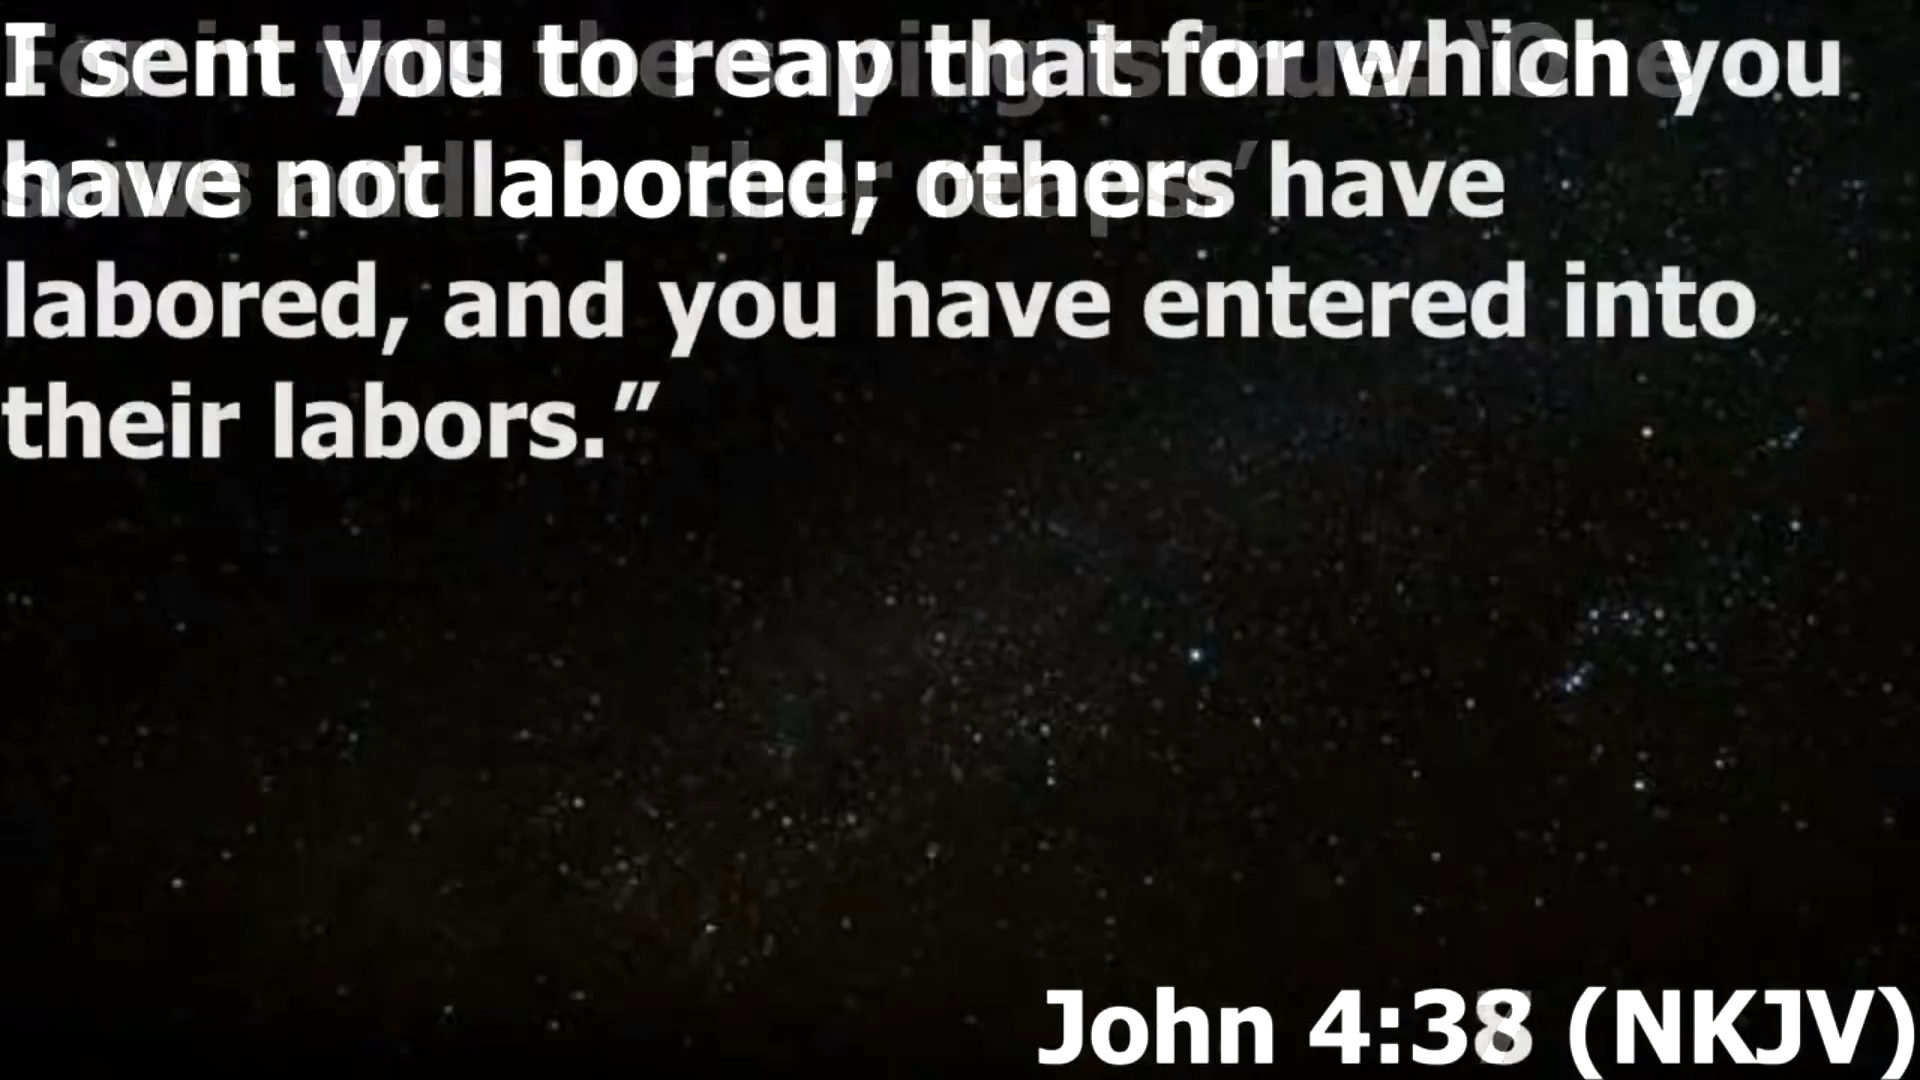 I sent you to reap that for which you
have not labored; others have
labored, and you have entered into
their labors.”
John 4:38 (NKJV)